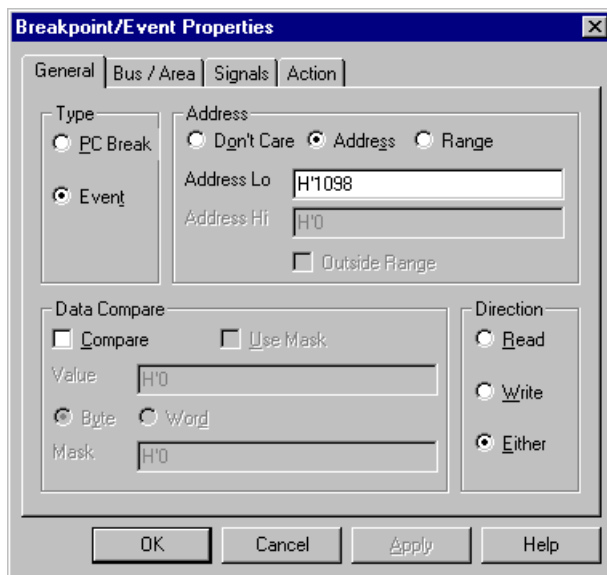 Breakpoint/Event Properties
General Bus / Area Signals Action
Type
PC Break
Event
Address
Don't Care Address Range
Address Lo H'1098
Address Hi H'0
Outside Range
Data Compare
Compare Use Mask
Value H'0
Byte Word
Mask H'0
Direction
Read
Write
Either
OK Cancel Apply Help